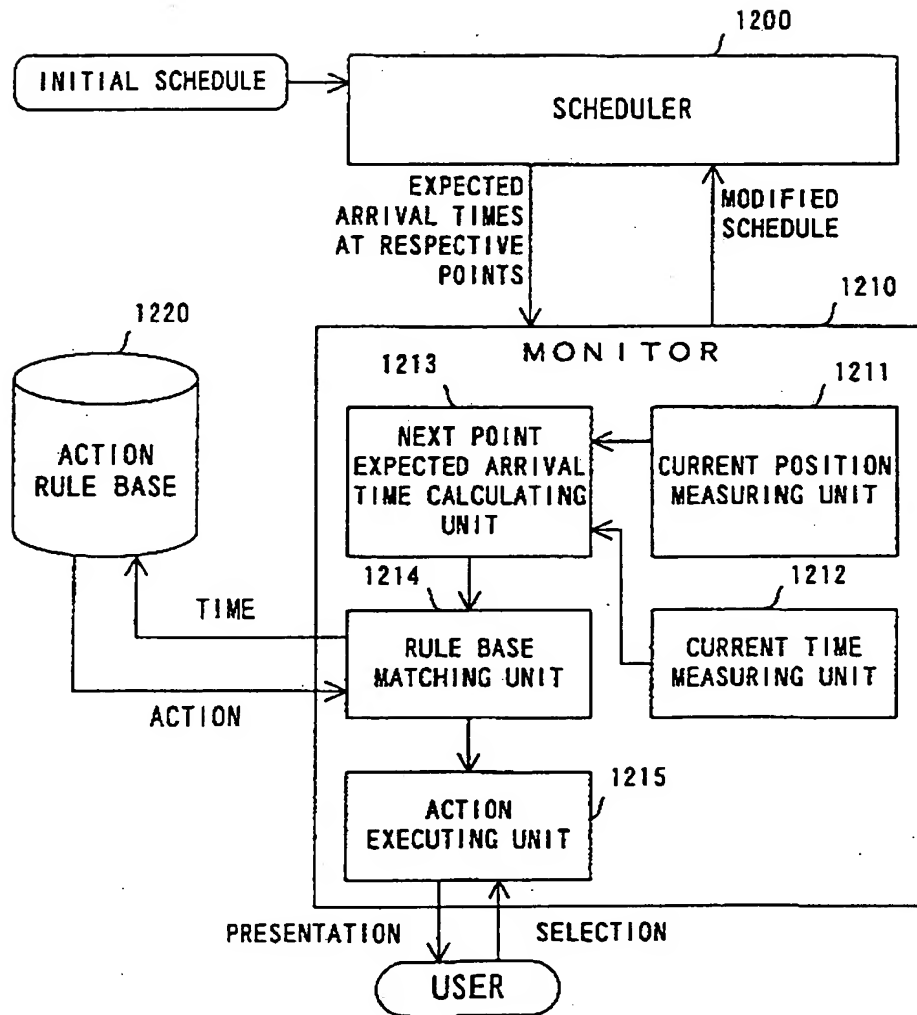 1200
INITIAL SCHEDULE
SCHEDULER
EXPECTED
ARRIVAL TIMES
AT RESPECTIVE
POINTS
MODIFIED
SCHEDULE
1210
1220
MONITOR
1213
1211
ACTION
RULE BASE
NEXT POINT
EXPECTED ARRIVAL
TIME CALCULATING
UNIT
CURRENT POSITION
MEASURING UNIT
1214
1212
TIME
RULE BASE
MATCHING UNIT
CURRENT TIME
MEASURING UNIT
ACTION
1215
ACTION
EXECUTING UNIT
PRESENTATION
SELECTION
USER